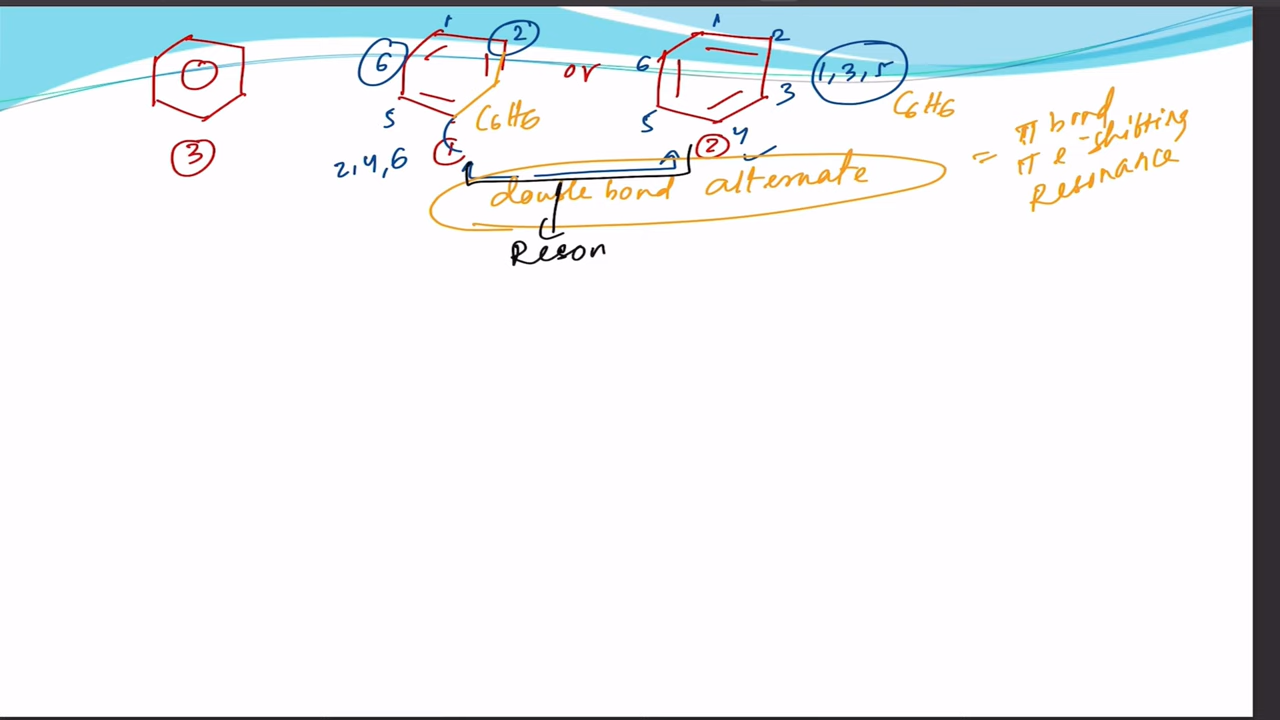 1
2
6
5
C6H6
2,4,6
1
or
1
2
6
3
5
4
1, 3, 5
C6H6
3
2
double bond alternate
= π bond
π e -shifting
Resonance
Reson